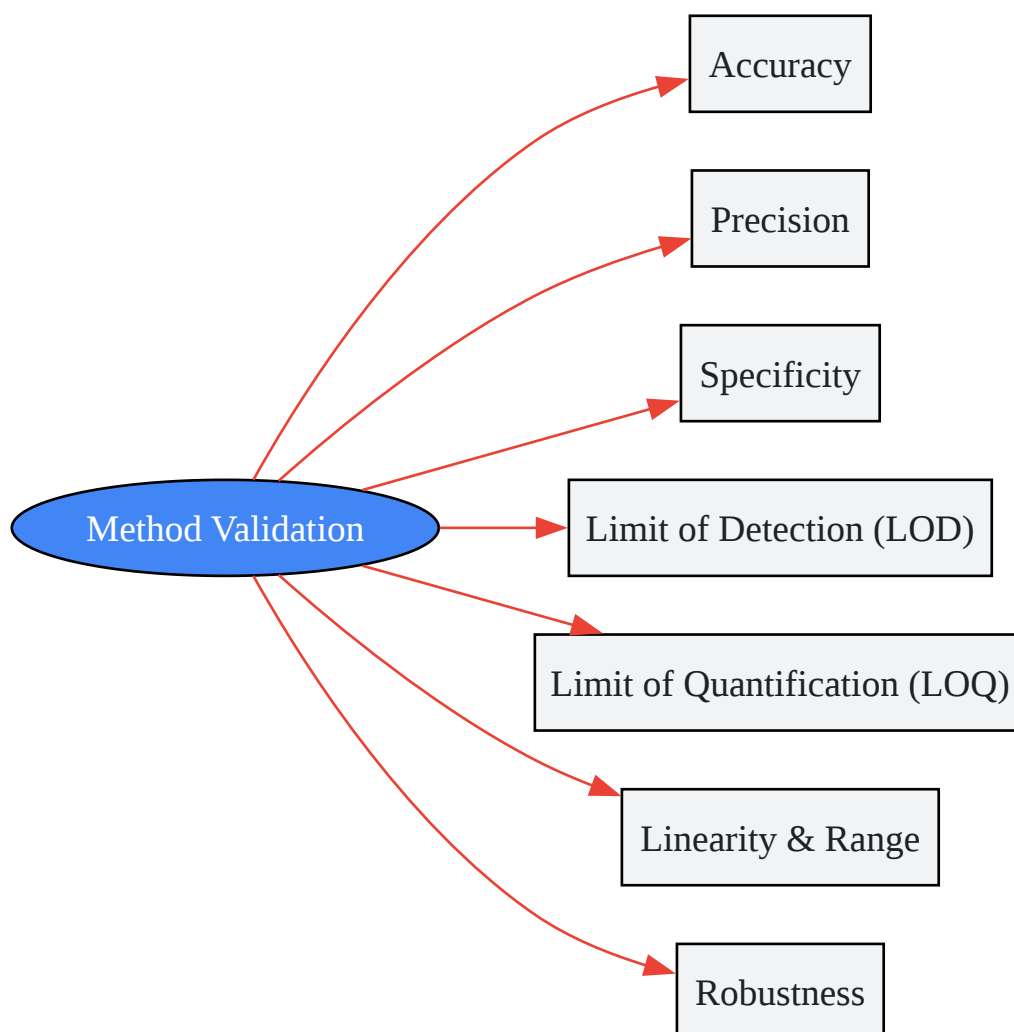 Accuracy
Precision
Specificity
Method Validation
Limit of Detection (LOD)
Limit of Quantification (LOQ)
Linearity & Range
Robustness